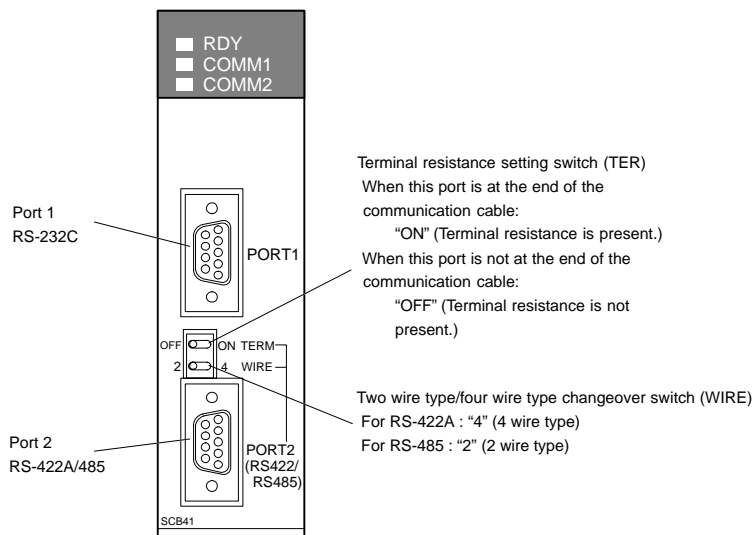 RDY
COMM1
COMM2
Port 1
RS-232C
PORT1
Terminal resistance setting switch (TER)
When this port is at the end of the
communication cable:
“ON” (Terminal resistance is present.)
When this port is not at the end of the
communication cable:
“OFF” (Terminal resistance is not
present.)
OFF ON TERM
2 4 WIRE
Two wire type/four wire type changeover switch (WIRE)
For RS-422A : “4” (4 wire type)
For RS-485 : “2” (2 wire type)
Port 2
RS-422A/485
PORT2
(RS422/
RS485)
SCB41